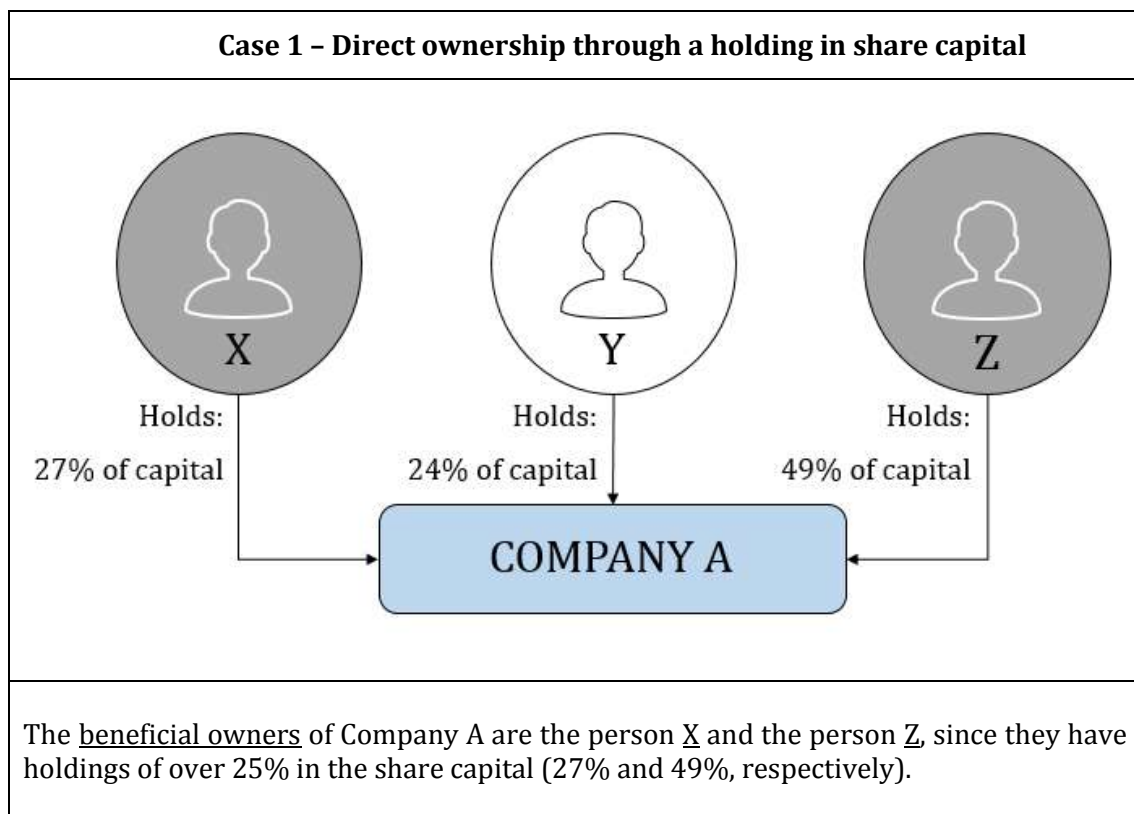 Case 1 – Direct ownership through a holding in share capital
X
Y
Z
Holds:
Holds:
Holds:
27% of capital
24% of capital
49% of capital
COMPANY A
The beneficial owners of Company A are the person X and the person Z, since they have
holdings of over 25% in the share capital (27% and 49%, respectively).